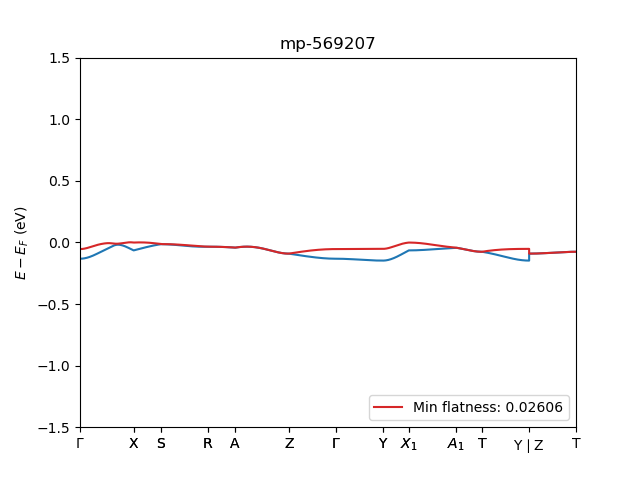 mp-569207
E − E_F (eV)
1.5
1.0
0.5
0.0
−0.5
−1.0
−1.5
Min flatness: 0.02606
Γ X S R A Z Γ Y X₁ A₁ T Y | Z T